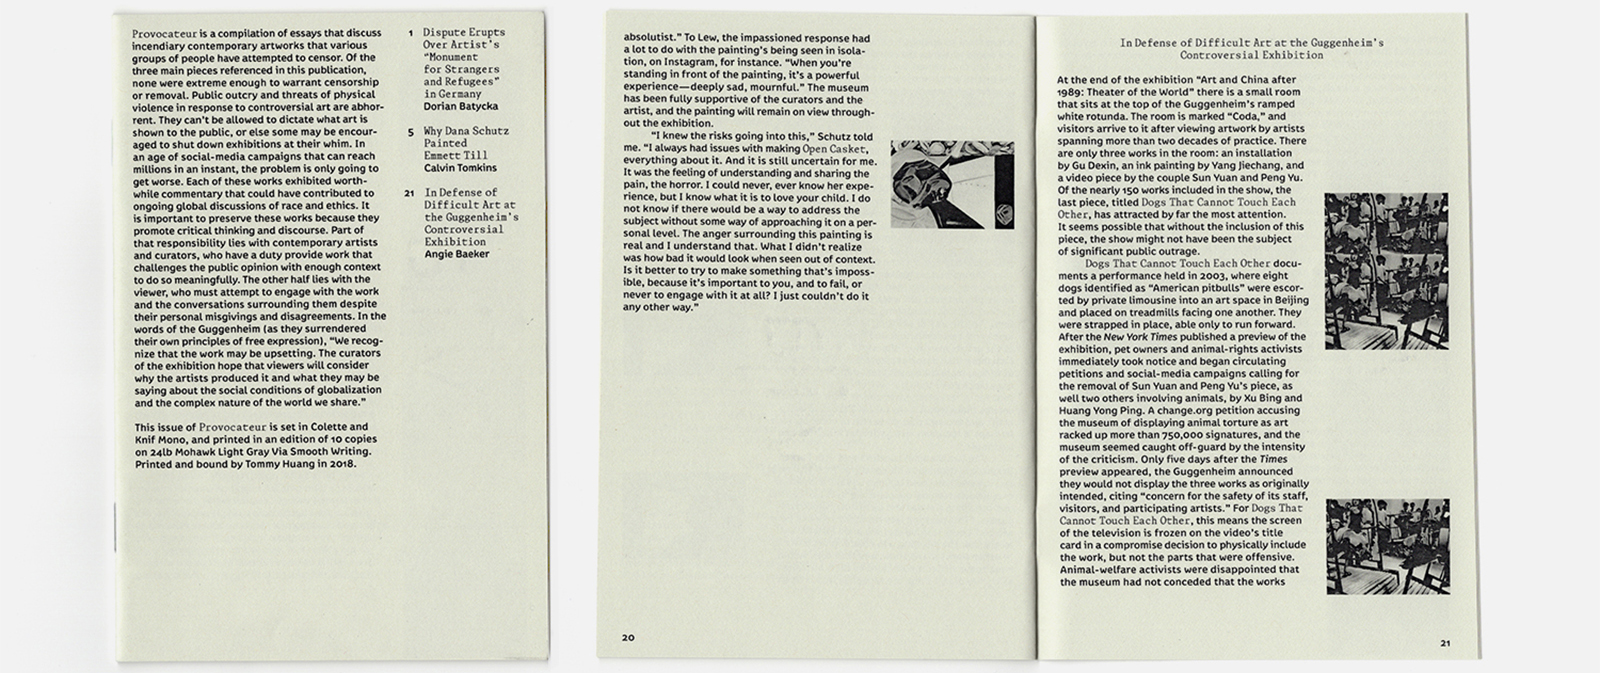 Provocateur is a compilation of essays that discuss
incendiary contemporary artworks that various
groups of people have attempted to censor. Of the
three main pieces referenced in this publication,
none were extreme enough to warrant censorship
or removal. Public outcry and threats of physical
violence in response to controversial art are abhor-
rent. They can't be allowed to dictate what art is
shown to the public, or else some may be encour-
aged to shut down exhibitions at their whim. In
an age of social-media campaigns that can reach
millions in an instant, the problem is only going to
get worse. Each of these works exhibited worth-
while commentary that could have contributed to
ongoing global discussions of race and ethics. It
is important to preserve these works because they
promote critical thinking and discourse. Part of
that responsibility lies with contemporary artists
and curators, who have a duty provide work that
challenges the public opinion with enough context
to do so meaningfully. The other half lies with the
viewer, who must attempt to engage with the work
and the conversations surrounding them despite
their personal misgivings and disagreements. In the
words of the Guggenheim (as they surrendered
their own principles of free expression), “We recog-
nize that the work may be upsetting. The curators
of the exhibition hope that viewers will consider
why the artists produced it and what they may be
saying about the social conditions of globalization
and the complex nature of the world we share.”
This issue of Provocateur is set in Colette and
Knif Mono, and printed in an edition of 10 copies
on 24lb Mohawk Light Gray Via Smooth Writing.
Printed and bound by Tommy Huang in 2018.
1 Dispute Erupts
Over Artist's
“Monument
for Strangers
and Refugees”
in Germany
Dorian Batycka
5 Why Dana Schutz
Painted
Emmett Till
Calvin Tomkins
21 In Defense of
Difficult Art at
the Guggenheim's
Controversial
Exhibition
Angie Baeker
absolutist.” To Lew, the impassioned response had
a lot to do with the painting's being seen in isola-
tion, on Instagram, for instance. “When you're
standing in front of the painting, it's a powerful
experience—deeply sad, mournful.” The museum
has been fully supportive of the curators and the
artist, and the painting will remain on view through-
out the exhibition.
“I knew the risks going into this,” Schutz told
me. “I always had issues with making Open Casket,
everything about it. And it is still uncertain for me.
It was the feeling of understanding and sharing the
pain, the horror. I could never, ever know her expe-
rience, but I know what it is to love your child. I do
not know if there would be a way to address the
subject without some way of approaching it on a per-
sonal level. The anger surrounding this painting is
real and I understand that. What I didn't realize
was how bad it would look when seen out of context.
Is it better to try to make something that's imposs-
ible, because it's important to you, and to fail, or
never to engage with it at all? I just couldn't do it
any other way.”
20
In Defense of Difficult Art at the Guggenheim's
Controversial Exhibition
At the end of the exhibition “Art and China after
1989: Theater of the World” there is a small room
that sits at the top of the Guggenheim's ramped
white rotunda. The room is marked “Coda,” and
visitors arrive to it after viewing artwork by artists
spanning more than two decades of practice. There
are only three works in the room: an installation
by Gu Dexin, an ink painting by Yang Jiechang, and
a video piece by the couple Sun Yuan and Peng Yu.
Of the nearly 150 works included in the show, the
last piece, titled Dogs That Cannot Touch Each
Other, has attracted by far the most attention.
It seems possible that without the inclusion of this
piece, the show might not have been the subject
of significant public outrage.
Dogs That Cannot Touch Each Other docu-
ments a performance held in 2003, where eight
dogs identified as “American pitbulls” were escor-
ted by private limousine into an art space in Beijing
and placed on treadmills facing one another. They
were strapped in place, able only to run forward.
After the New York Times published a preview of the
exhibition, pet owners and animal-rights activists
immediately took notice and began circulating
petitions and social-media campaigns calling for
the removal of Sun Yuan and Peng Yu's piece, as
well two others involving animals, by Xu Bing and
Huang Yong Ping. A change.org petition accusing
the museum of displaying animal torture as art
racked up more than 750,000 signatures, and the
museum seemed caught off-guard by the intensity
of the criticism. Only five days after the Times
preview appeared, the Guggenheim announced
they would not display the three works as originally
intended, citing “concern for the safety of its staff,
visitors, and participating artists.” For Dogs That
Cannot Touch Each Other, this means the screen
of the television is frozen on the video's title
card in a compromise decision to physically include
the work, but not the parts that were offensive.
Animal-welfare activists were disappointed that
the museum had not conceded that the works
21